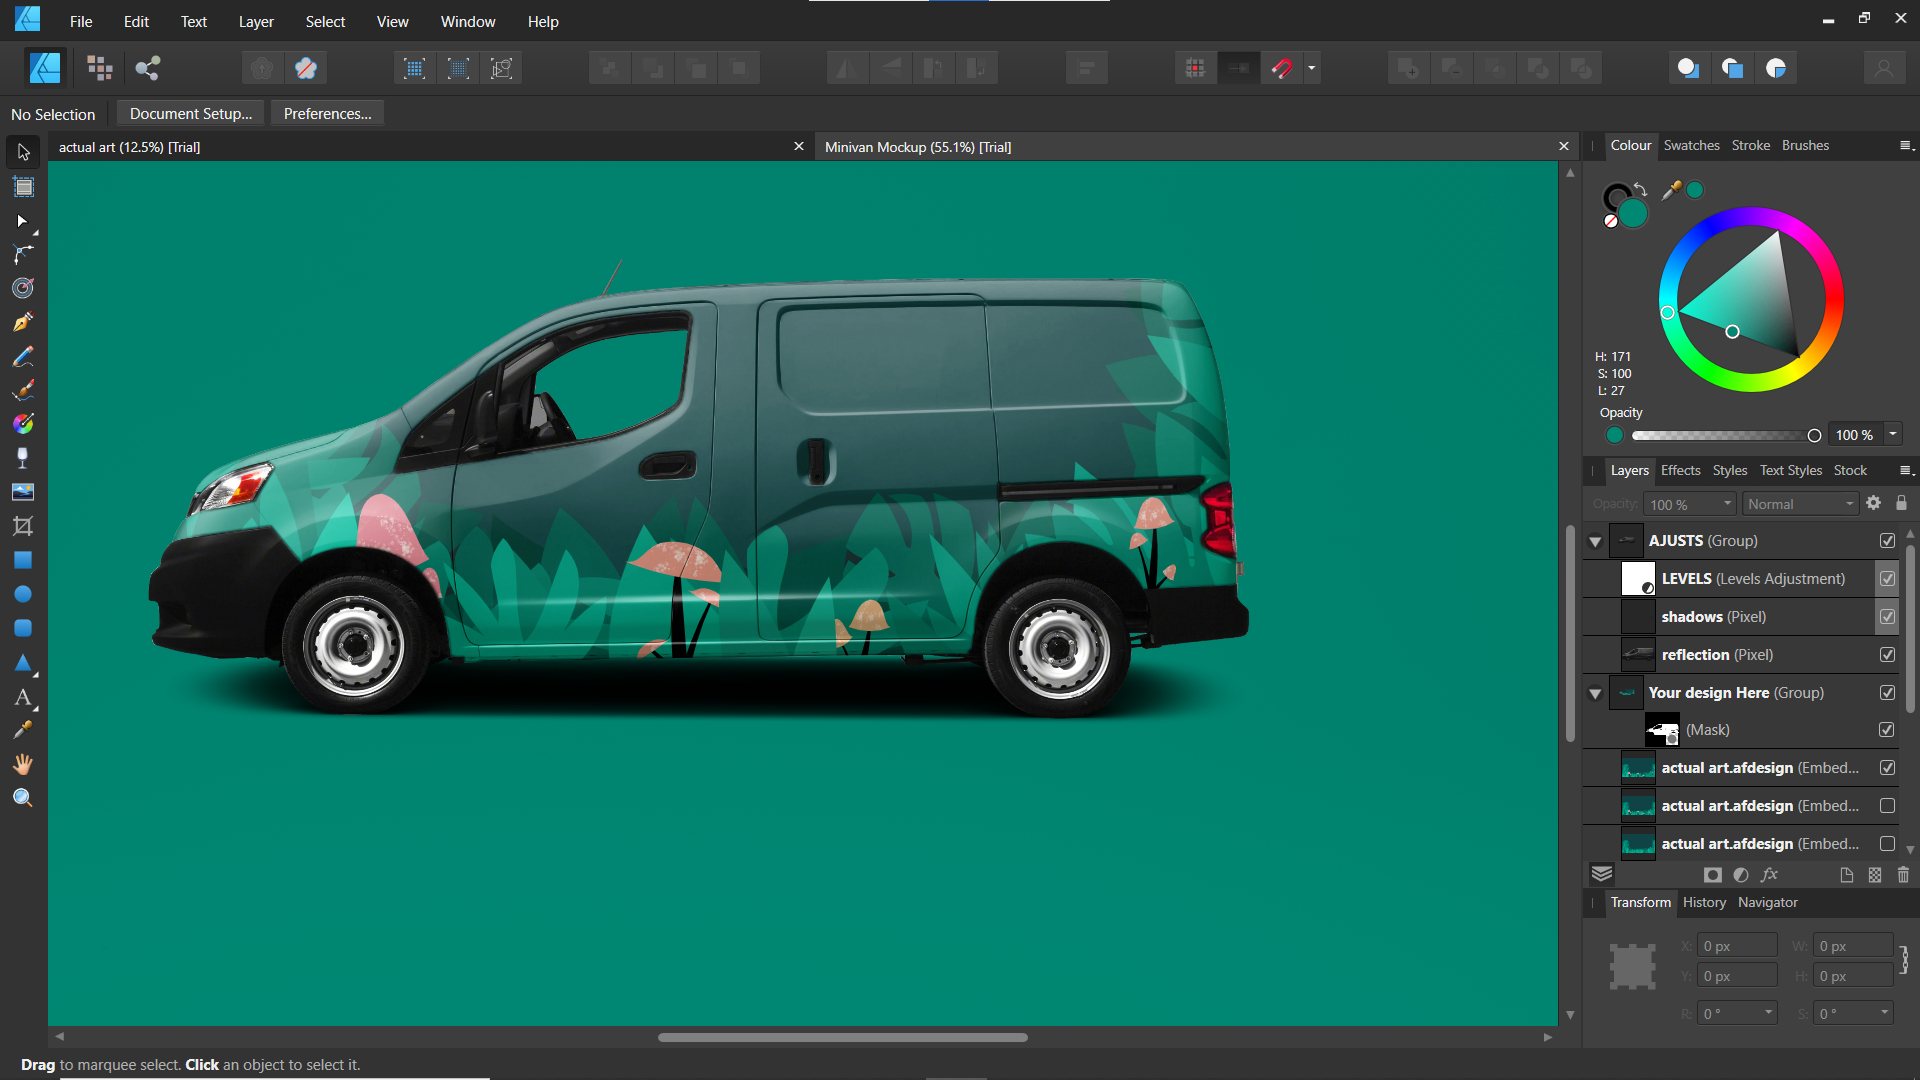 File Edit Text Layer Select View Window Help
No Selection Document Setup... Preferences...
actual art (12.5%) [Trial]
Minivan Mockup (55.1%) [Trial]
Colour Swatches Stroke Brushes
H: 171
S: 100
L: 27
Opacity
100 %
Layers Effects Styles Text Styles Stock
Opacity: 100 % Normal
AJUSTS (Group)
LEVELS (Levels Adjustment)
shadows (Pixel)
reflection (Pixel)
Your design Here (Group)
(Mask)
actual art.afdesign (Embed...
actual art.afdesign (Embed...
actual art.afdesign (Embed...
fx
Transform History Navigator
X: 0 px W: 0 px
Y: 0 px H: 0 px
R: 0 ° S: 0 °
A
Drag to marquee select. Click an object to select it.